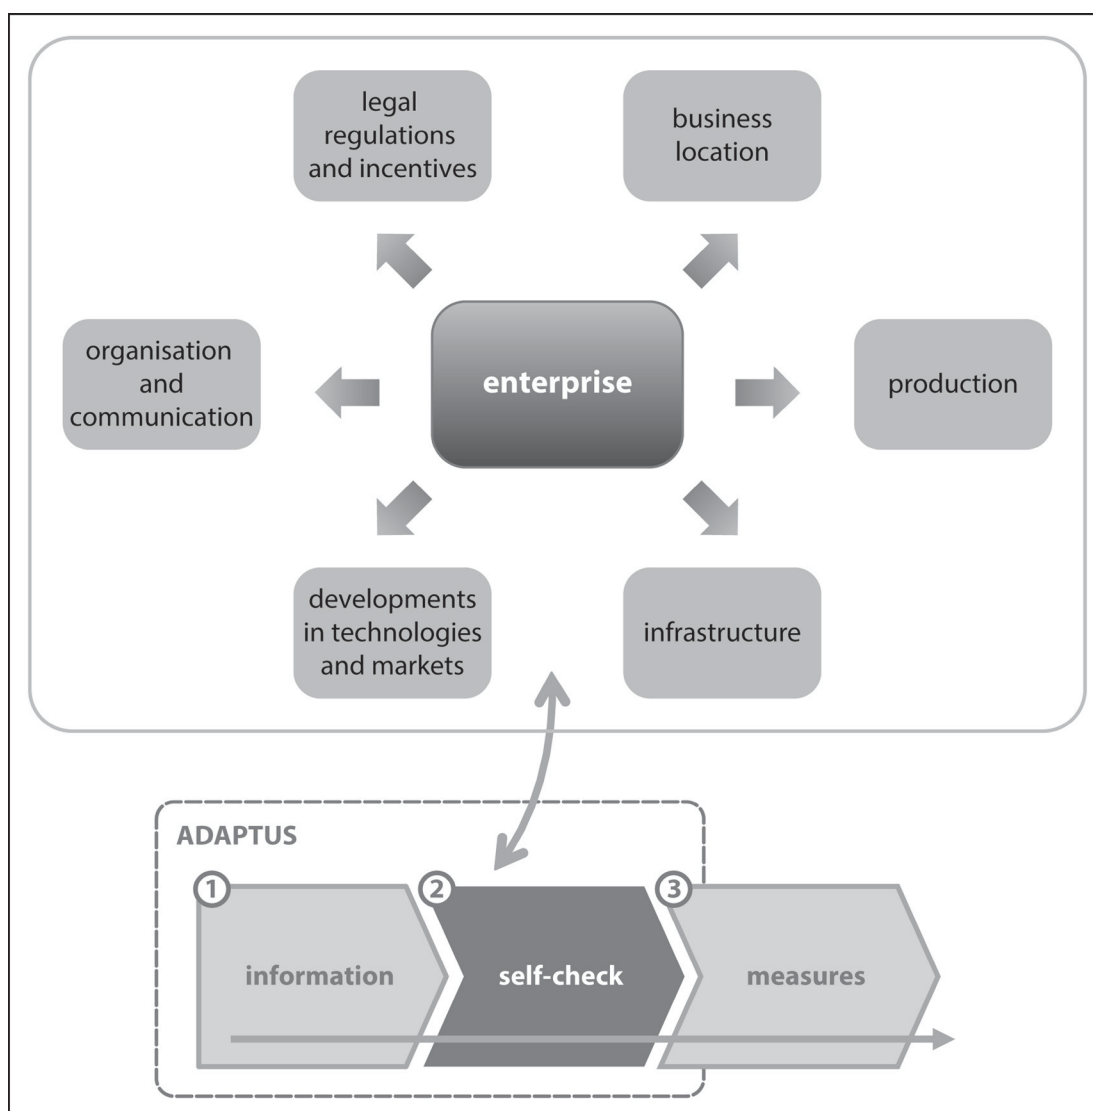 legal
regulations
and incentives
business
location
organisation
and
communication
enterprise
production
developments
in technologies
and markets
infrastructure
ADAPTUS
1
2
3
information
self-check
measures